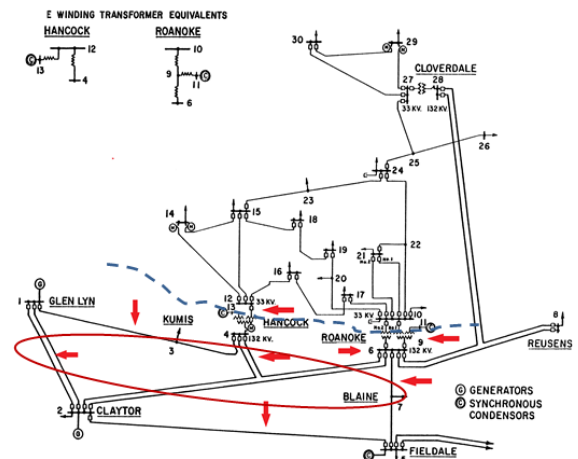 E WINDING TRANSFORMER EQUIVALENTS
HANCOCK
ROANOKE
12
C
13
4
10
9
C
11
6
30
29
CLOVERDALE
27
28
33 KV.
132 KV.
26
25
24
23
14
15
18
22
21
19
16
20
17
12
33 KV.
13
C
HANCOCK
33 KV.
10
11
C
ROANOKE
9
8
G
1
GLEN LYN
KUMIS
3
4
132 KV.
6
132 KV.
REUSENS
BLAINE
7
2
CLAYTOR
G
G GENERATORS
C SYNCHRONOUS
CONDENSORS
C
FIELDALE